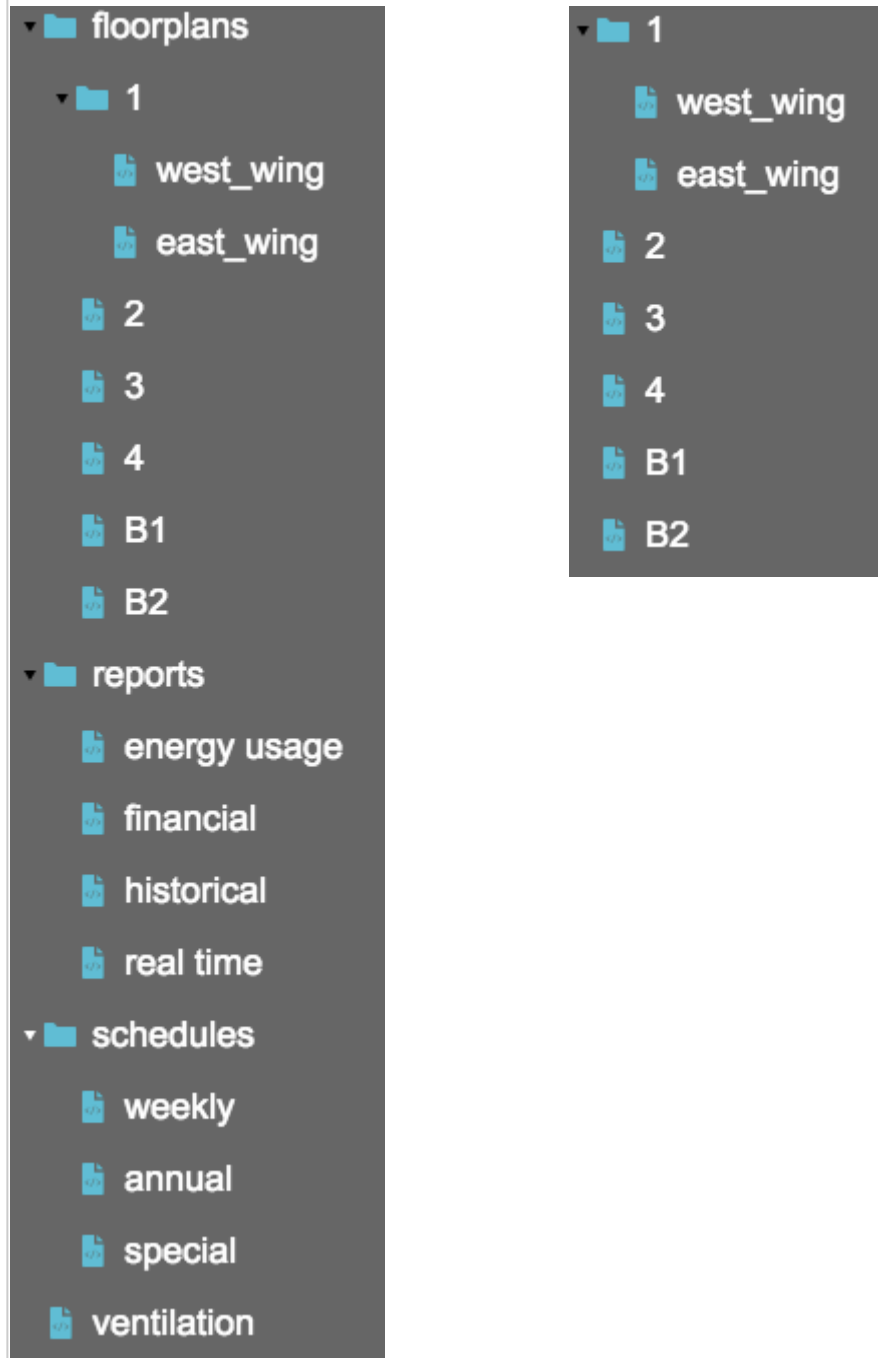 floorplans
1
west_wing
east_wing
2
3
4
B1
B2
reports
energy usage
financial
historical
real time
schedules
weekly
annual
special
ventilation
1
west_wing
east_wing
2
3
4
B1
B2